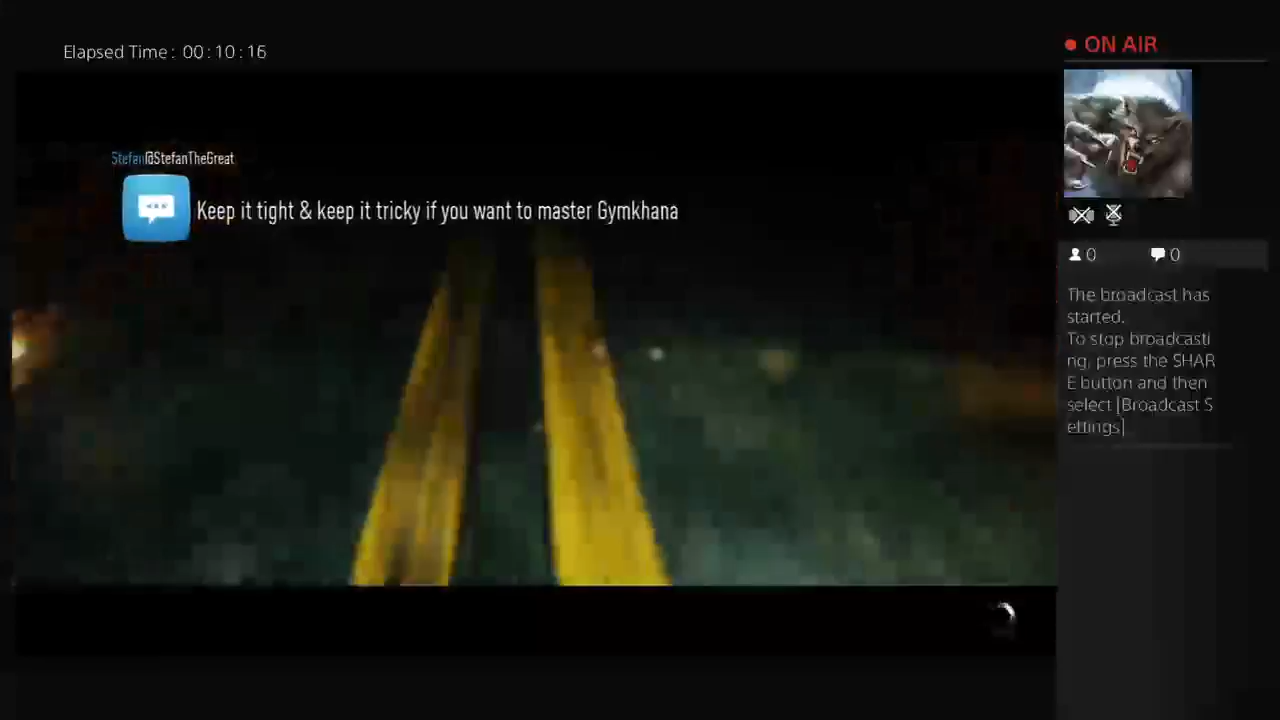 Elapsed Time: 00:10:16
ON AIR
Stefan@StefanTheGreat
Keep it tight & keep it tricky if you want to master Gymkhana
0 0
The broadcast has
started.
To stop broadcasti
ng, press the SHAR
E button and then
select [Broadcast S
ettings]